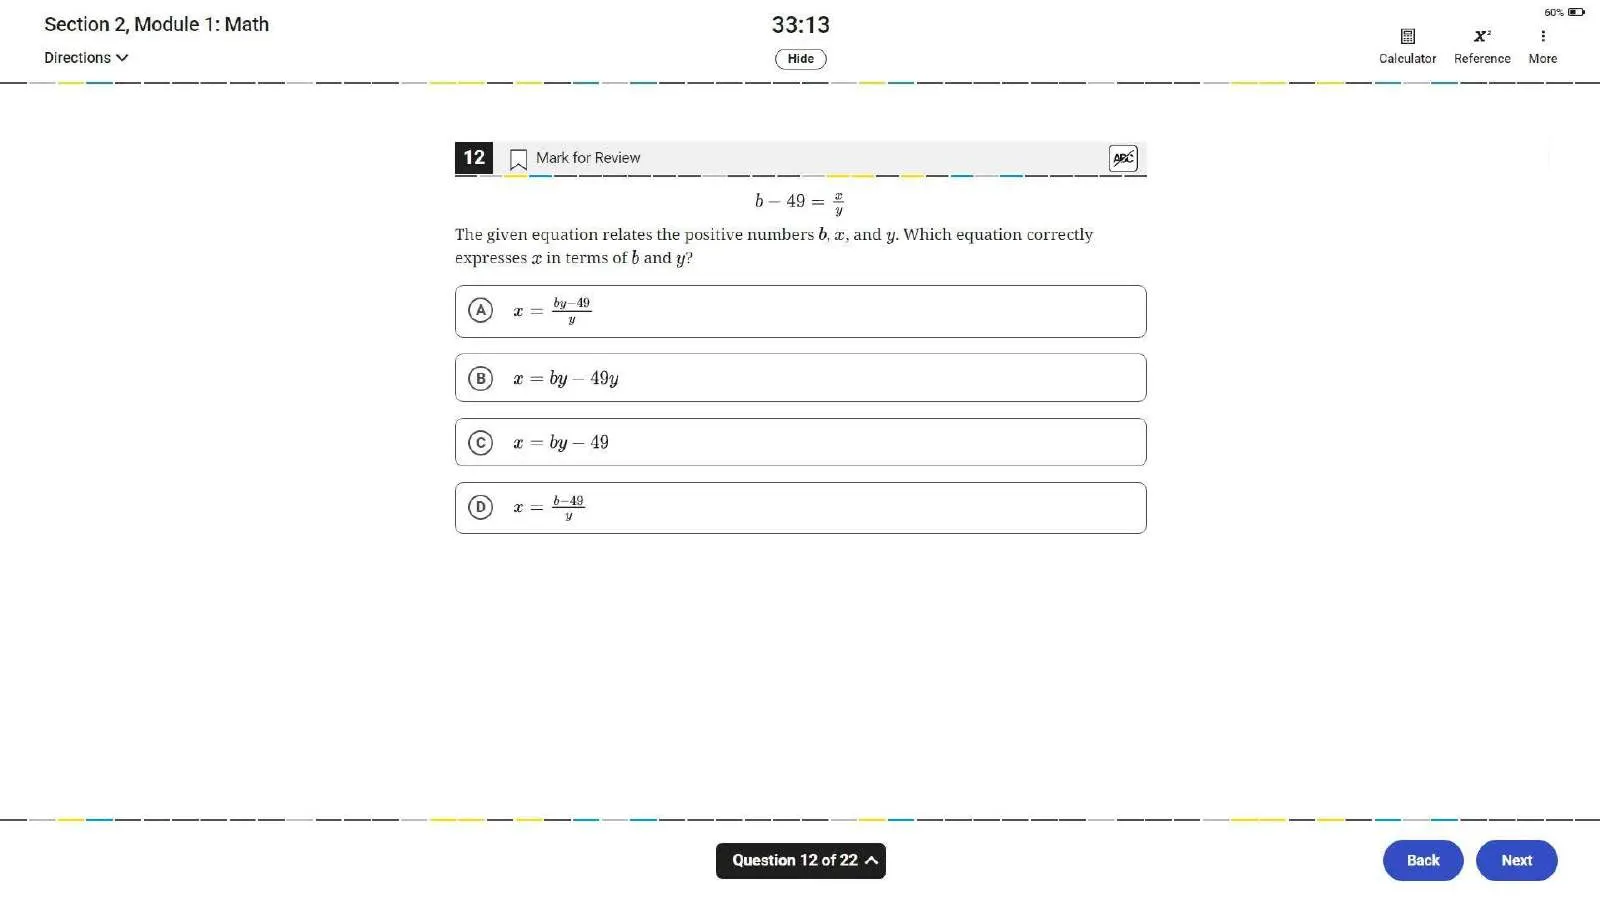 Section 2, Module 1: Math
33:13
60%
Directions
Hide
Calculator
Reference
More
12
Mark for Review
ABC
b − 49 = x/y
The given equation relates the positive numbers b, x, and y. Which equation correctly
expresses x in terms of b and y?
A x = (by−49)/y
B x = by − 49y
C x = by − 49
D x = (b−49)/y
Question 12 of 22
Back
Next